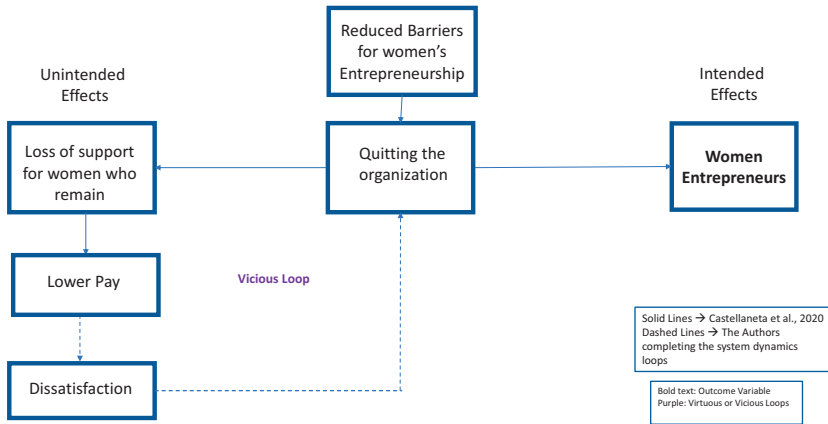 Reduced Barriers
for women's
Entrepreneurship
Unintended
Effects
Intended
Effects
Loss of support
for women who
remain
Quitting the
organization
Women
Entrepreneurs
Lower Pay
Vicious Loop
Dissatisfaction
Solid Lines → Castellaneta et al., 2020
Dashed Lines → The Authors
completing the system dynamics
loops
Bold text: Outcome Variable
Purple: Virtuous or Vicious Loops